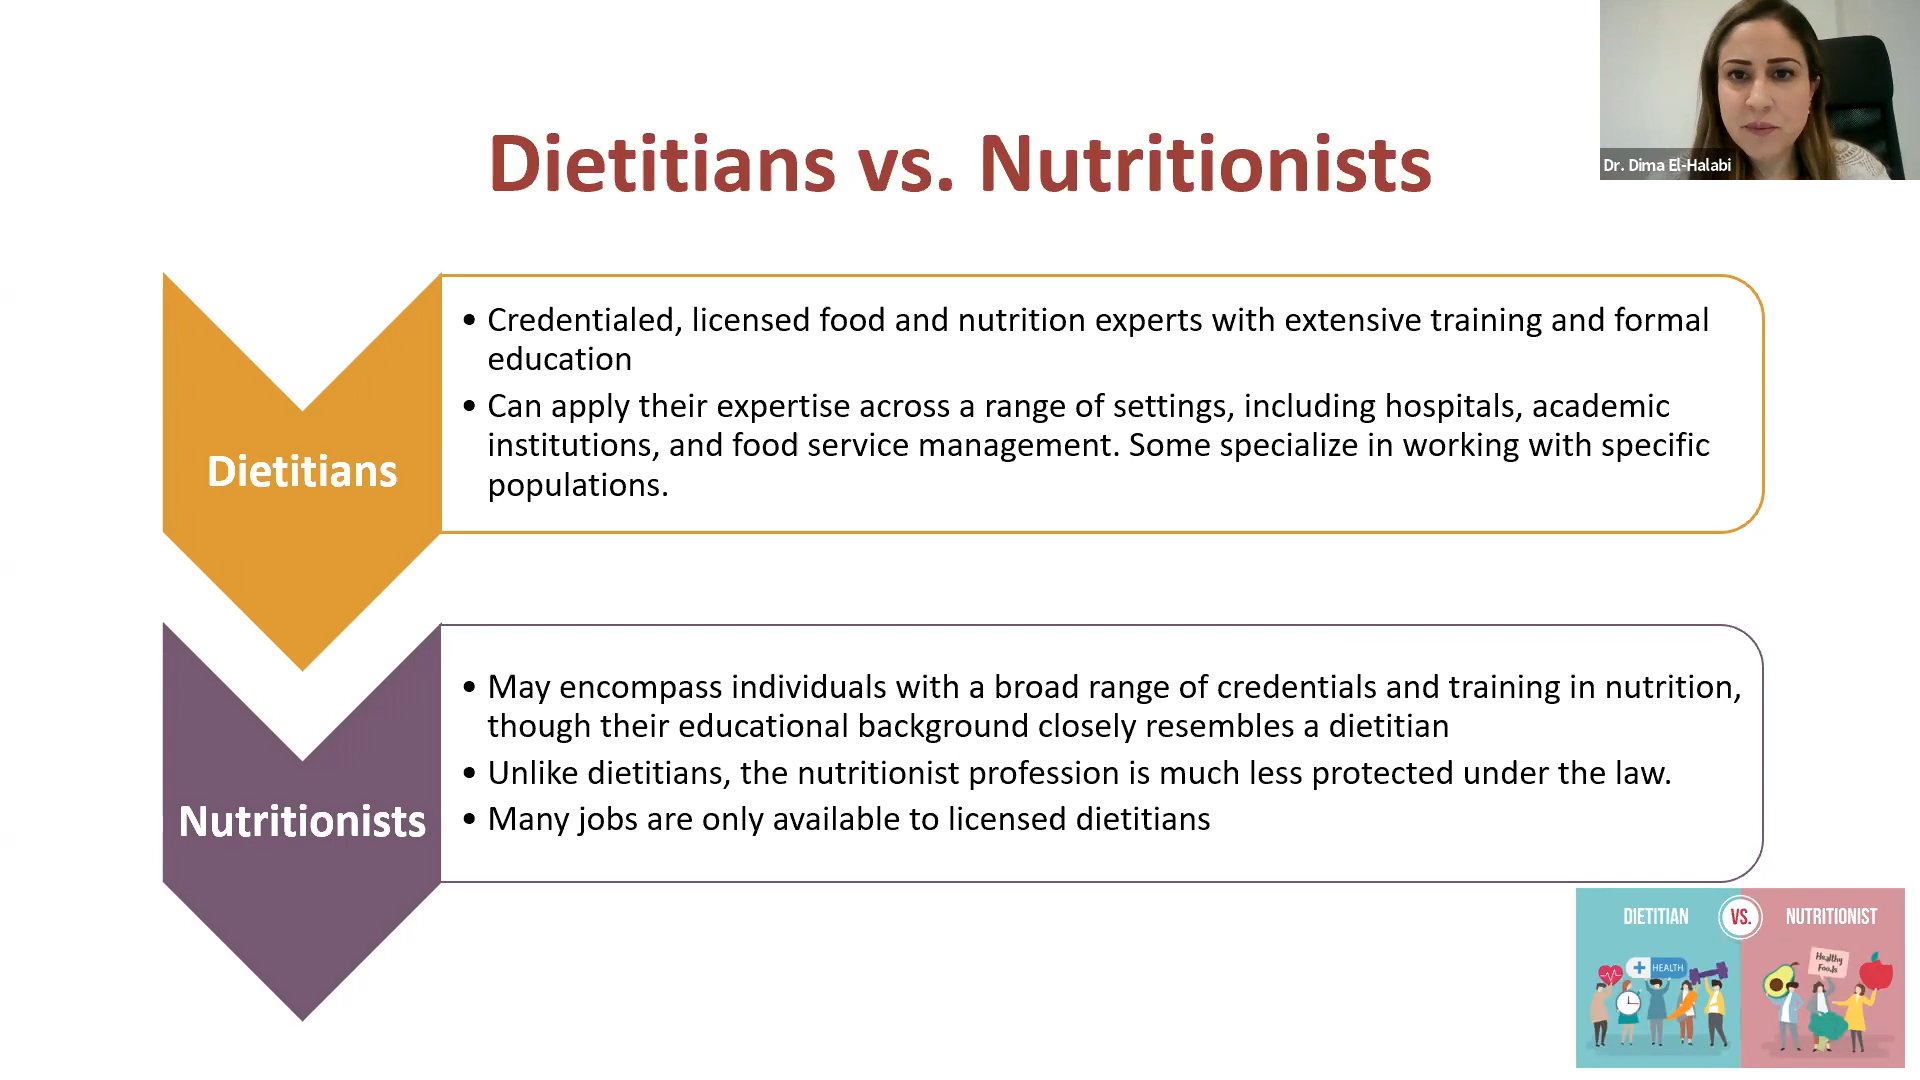 Dietitians vs. Nutritionists
Dr. Dima El-Halabi
Dietitians
• Credentialed, licensed food and nutrition experts with extensive training and formal
education
• Can apply their expertise across a range of settings, including hospitals, academic
institutions, and food service management. Some specialize in working with specific
populations.
Nutritionists
• May encompass individuals with a broad range of credentials and training in nutrition,
though their educational background closely resembles a dietitian
• Unlike dietitians, the nutritionist profession is much less protected under the law.
• Many jobs are only available to licensed dietitians
DIETITIAN VS. NUTRITIONIST
HEALTH
Healthy
Foods